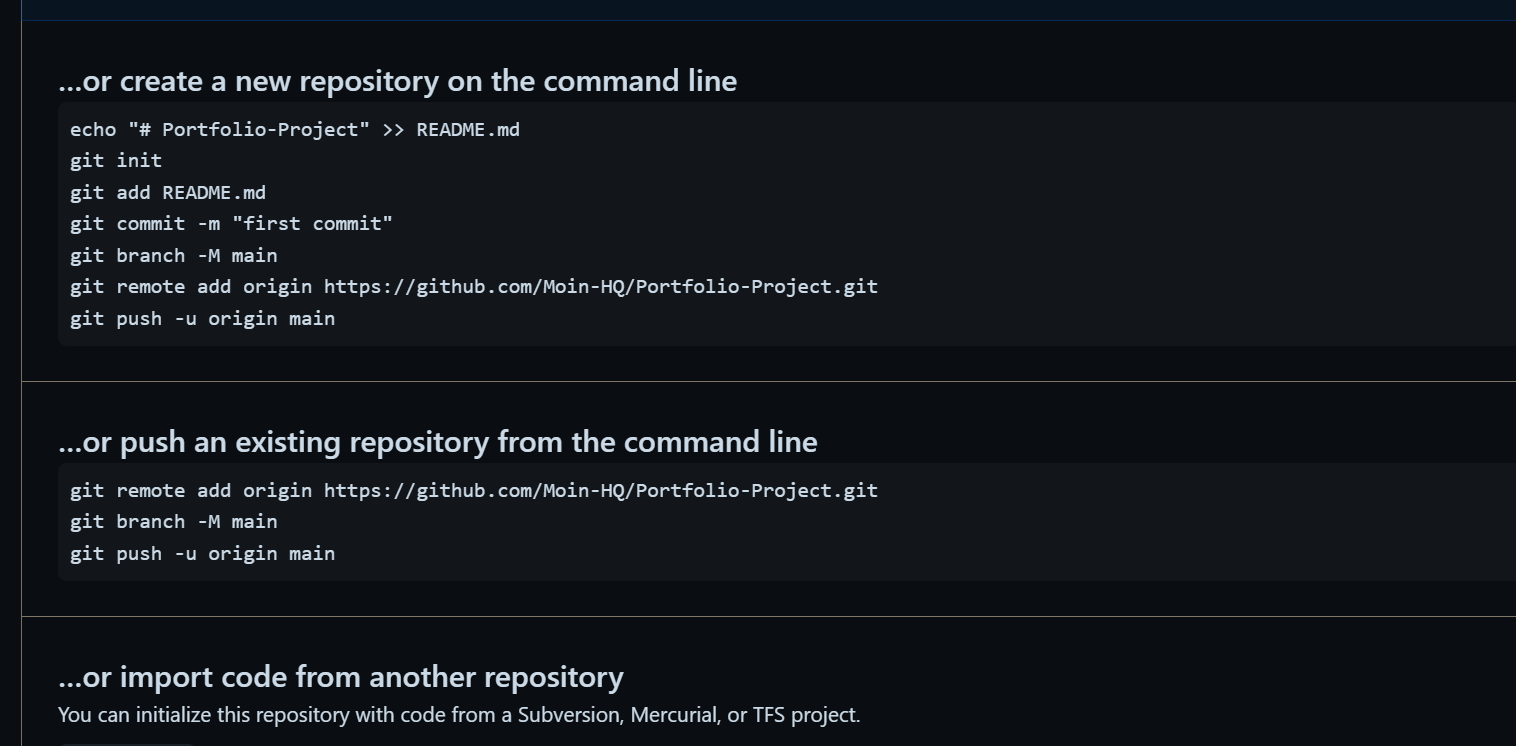 ...or create a new repository on the command line
echo "# Portfolio-Project" >> README.md
git init
git add README.md
git commit -m "first commit"
git branch -M main
git remote add origin https://github.com/Moin-HQ/Portfolio-Project.git
git push -u origin main
...or push an existing repository from the command line
git remote add origin https://github.com/Moin-HQ/Portfolio-Project.git
git branch -M main
git push -u origin main
...or import code from another repository
You can initialize this repository with code from a Subversion, Mercurial, or TFS project.